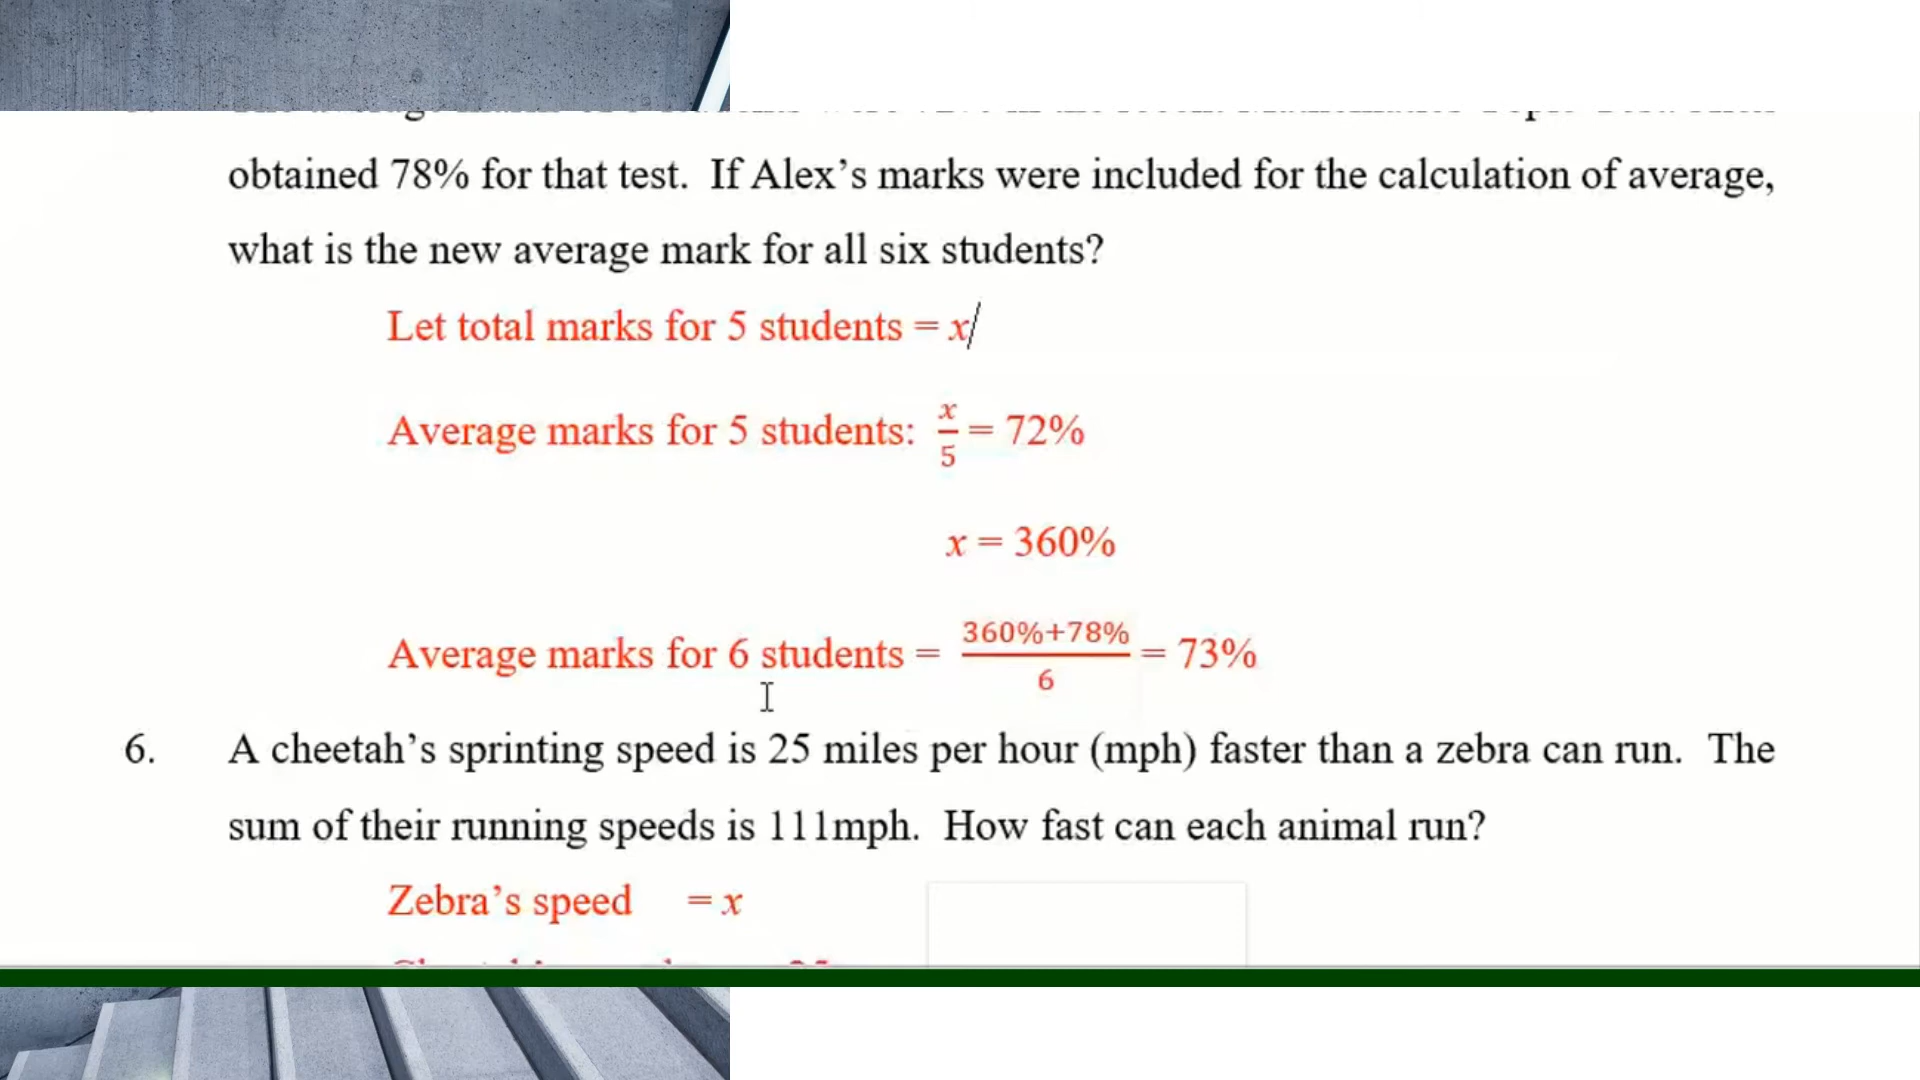 obtained 78% for that test. If Alex’s marks were included for the calculation of average,
what is the new average mark for all six students?
Let total marks for 5 students = x
Average marks for 5 students: x/5 = 72%
x = 360%
Average marks for 6 students = 360%+78%/6 = 73%
6. A cheetah’s sprinting speed is 25 miles per hour (mph) faster than a zebra can run. The
sum of their running speeds is 111mph. How fast can each animal run?
Zebra’s speed = x